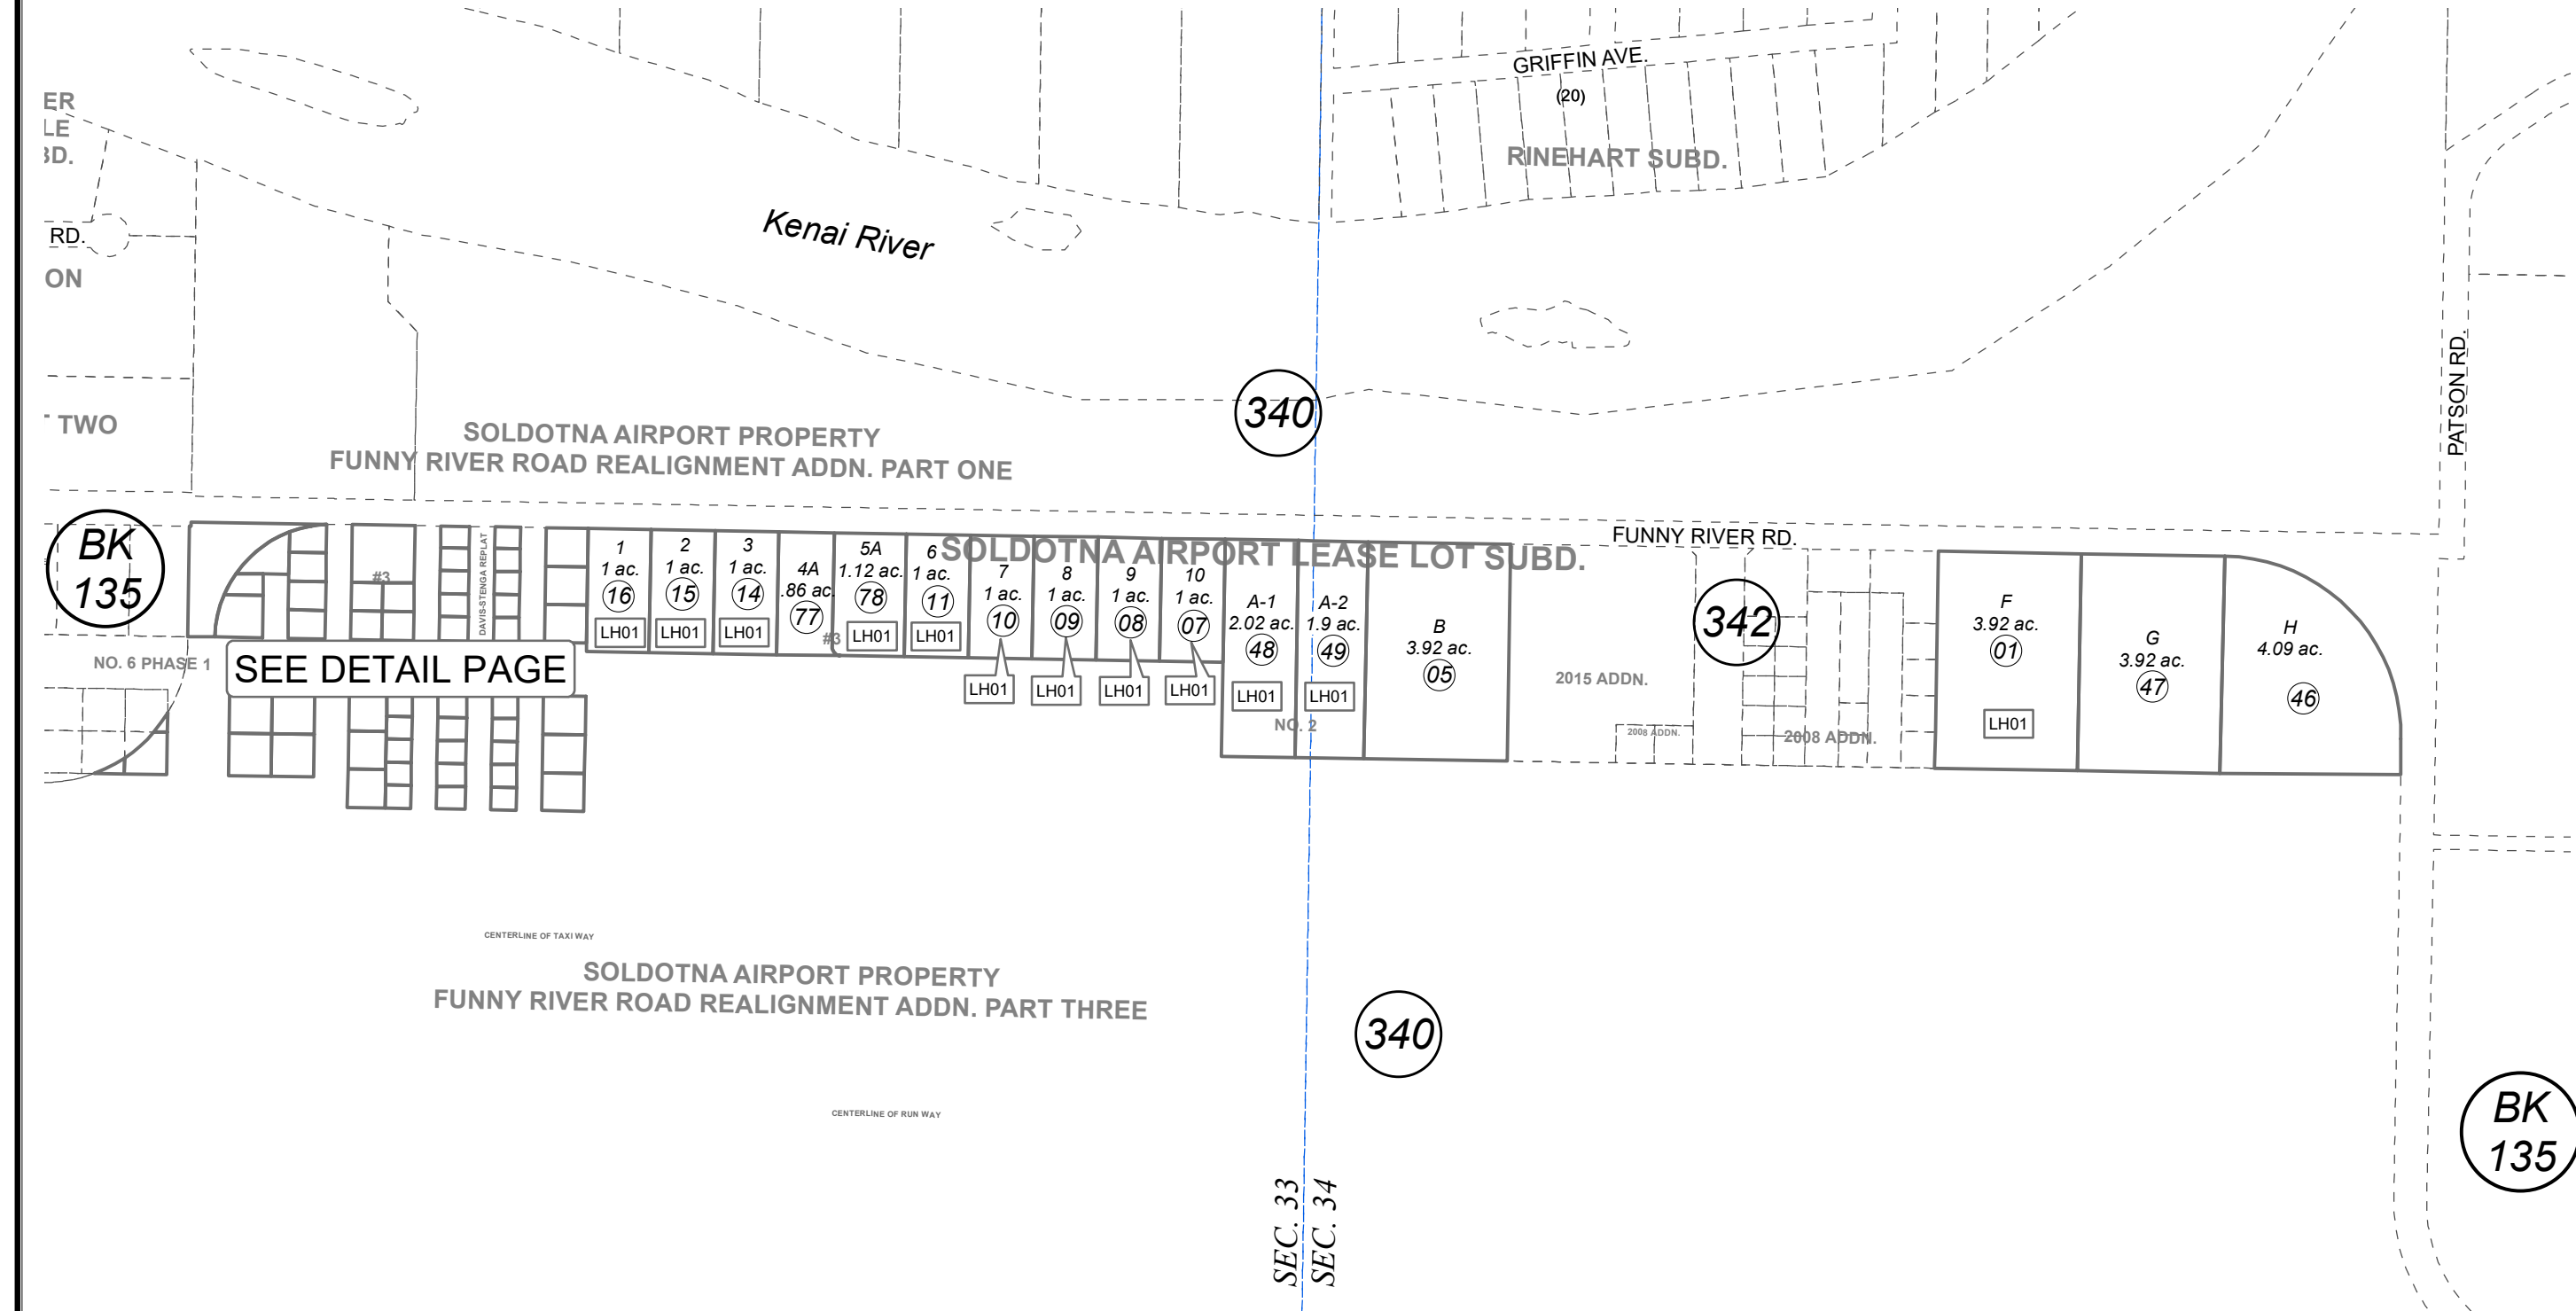 GRIFFIN AVE.
(20)
RINEHART SUBD.
RD.
ON
TWO
Kenai River
340
PATSON RD.
SOLDOTNA AIRPORT PROPERTY
FUNNY RIVER ROAD REALIGNMENT ADDN. PART ONE
BK
135
FUNNY RIVER RD.
SOLDOTNA AIRPORT LEASE LOT SUBD.
#3
DAVIS-STENGA REPLAT
NO. 6 PHASE 1
SEE DETAIL PAGE
1
1 ac.
16
LH01
2
1 ac.
15
LH01
3
1 ac.
14
LH01
4A
.86 ac.
77
#3
5A
1.12 ac.
78
LH01
6
1 ac.
11
LH01
7
1 ac.
10
LH01
8
1 ac.
09
LH01
9
1 ac.
08
LH01
10
1 ac.
07
LH01
A-1
2.02 ac.
48
LH01
A-2
1.9 ac.
49
LH01
NO. 2
B
3.92 ac.
05
342
2015 ADDN.
2008 ADDN.
2008 ADDN.
F
3.92 ac.
01
LH01
G
3.92 ac.
47
H
4.09 ac.
46
CENTERLINE OF TAXI WAY
SOLDOTNA AIRPORT PROPERTY
FUNNY RIVER ROAD REALIGNMENT ADDN. PART THREE
340
CENTERLINE OF RUN WAY
BK
135
SEC. 33
SEC. 34